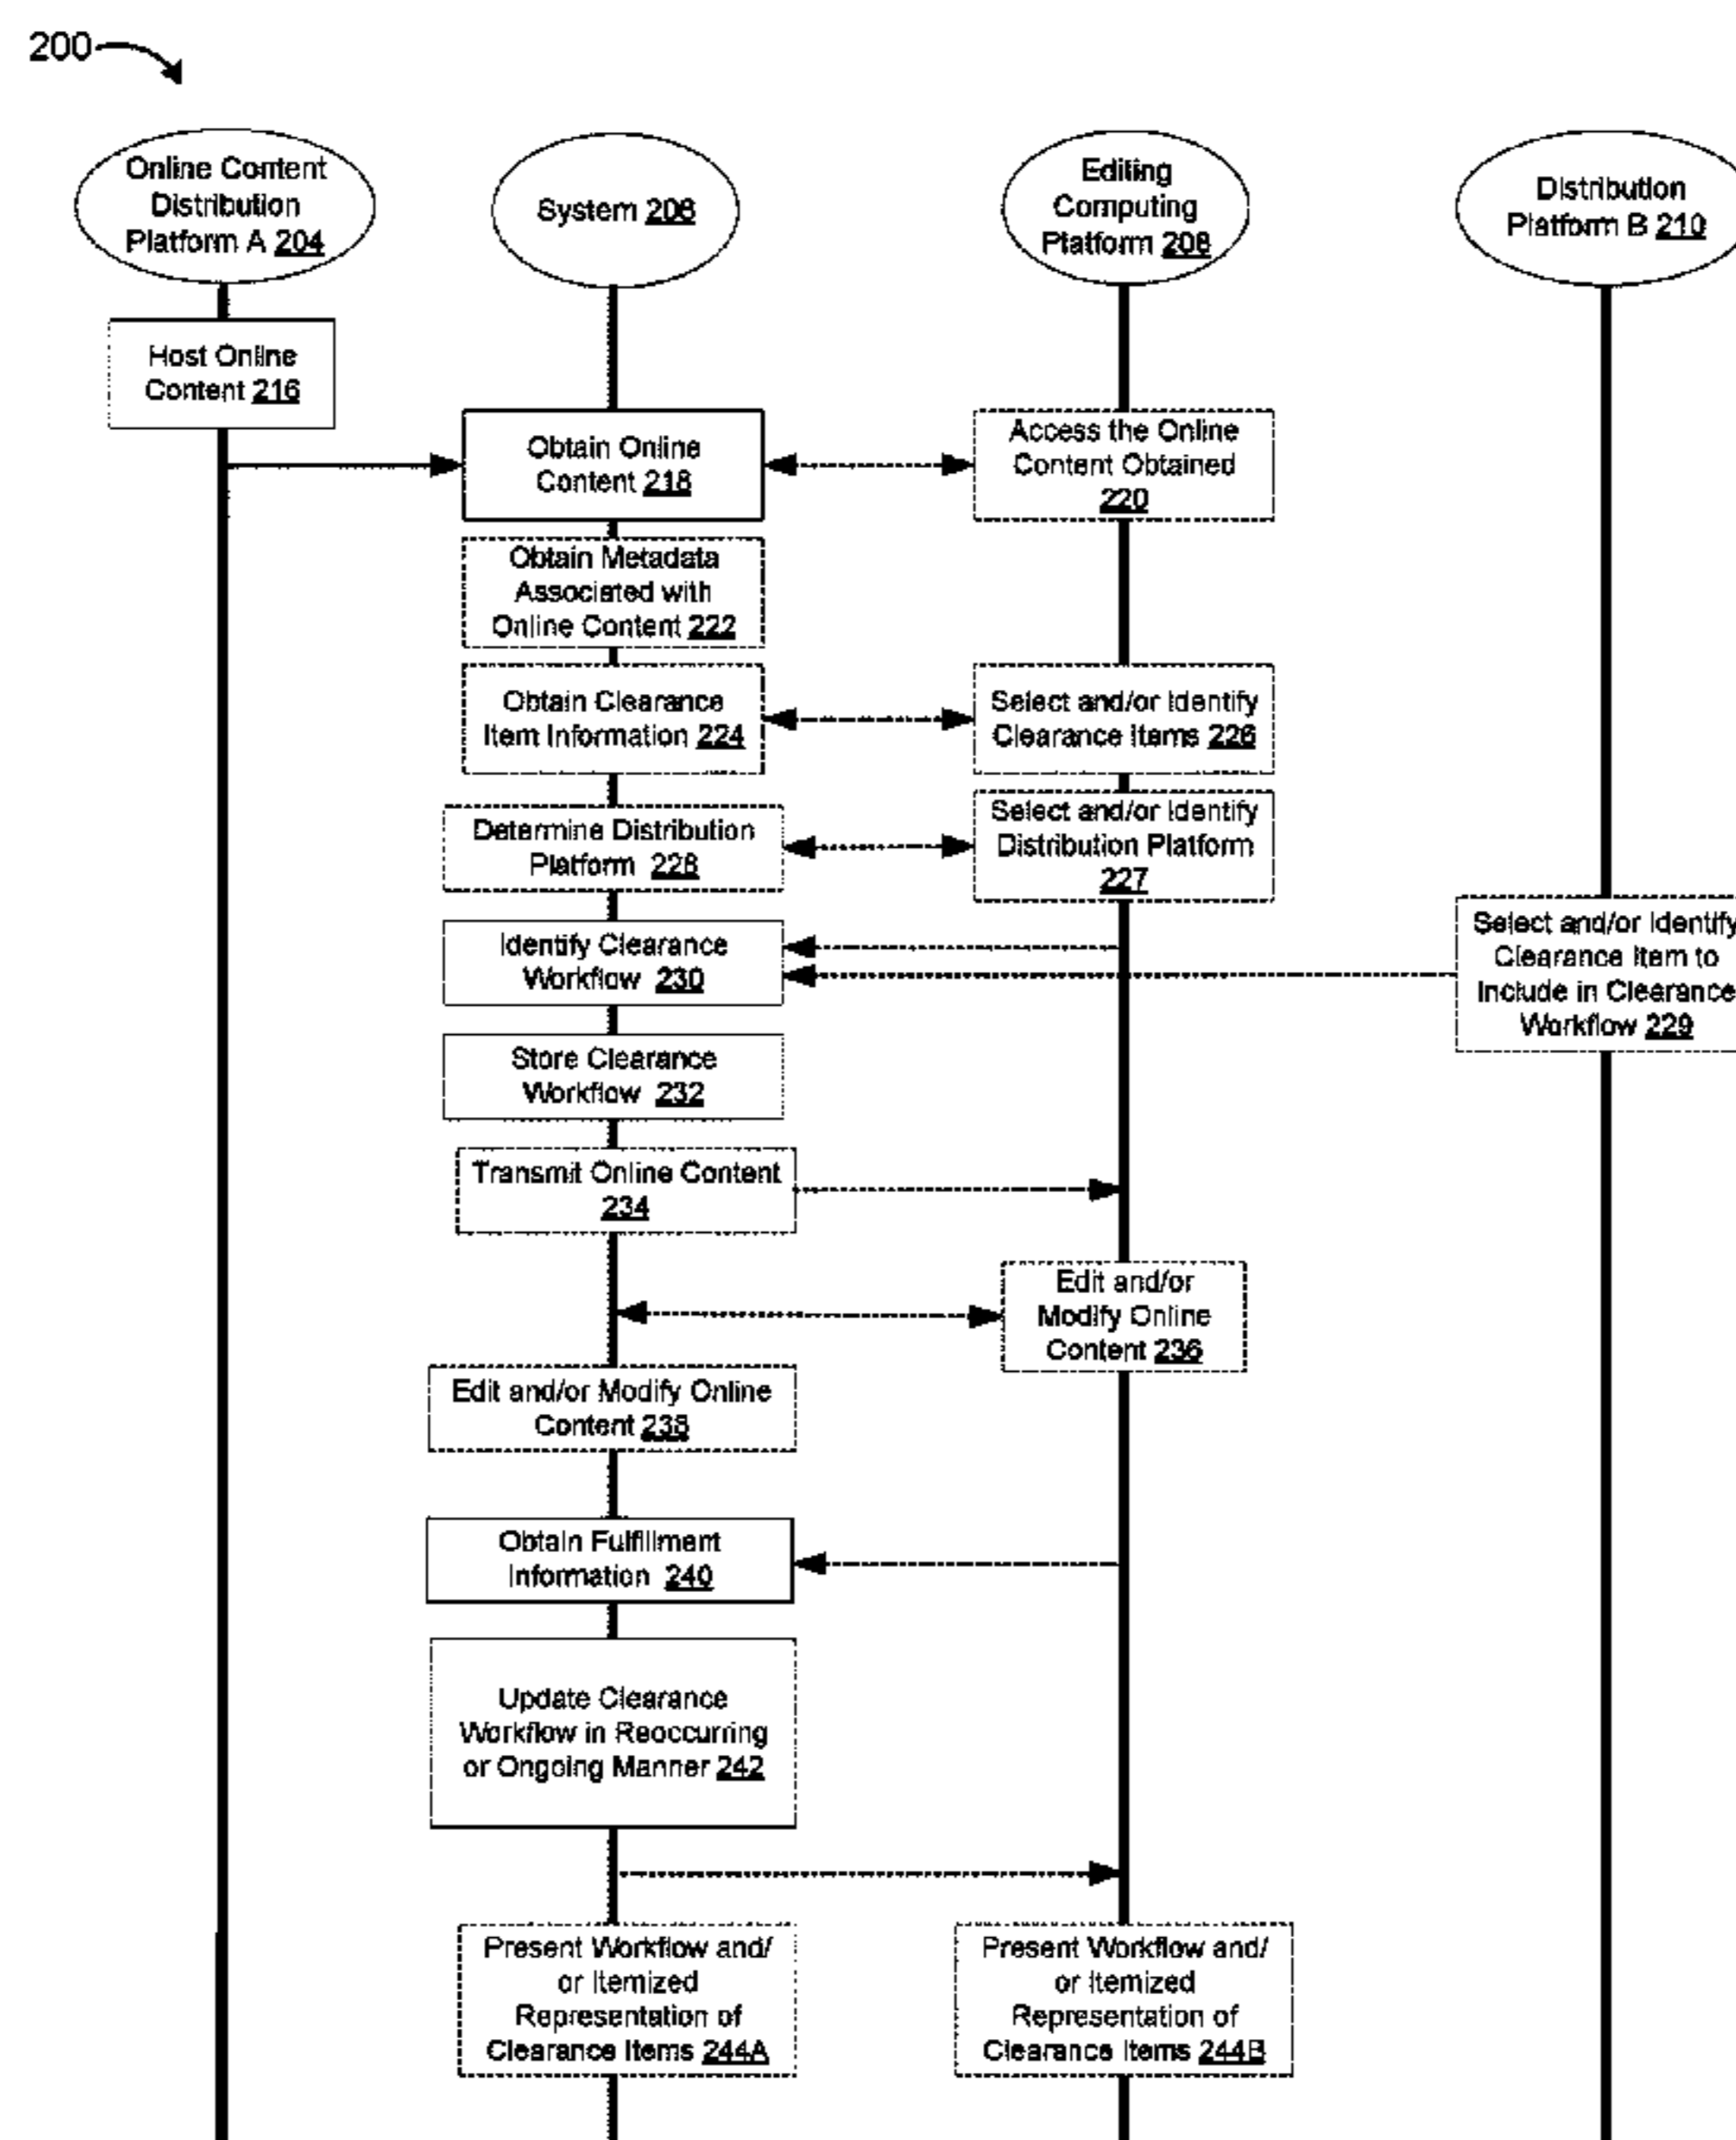 200
Online Content
Distribution
Platform A 204
System 206
Editing
Computing
Platform 208
Distribution
Platform B 210
Host Online
Content 216
Obtain Online
Content 218
Access the Online
Content Obtained
220
Obtain Metadata
Associated with
Online Content 222
Obtain Clearance
Item Information 224
Select and/or Identify
Clearance Items 226
Determine Distribution
Platform 228
Select and/or Identify
Distribution Platform
227
Identify Clearance
Workflow 230
Select and/or Identify
Clearance Item to
Include in Clearance
Workflow 229
Store Clearance
Workflow 232
Transmit Online Content
234
Edit and/or
Modify Online
Content 236
Edit and/or Modify Online
Content 238
Obtain Fulfillment
Information 240
Update Clearance
Workflow in Reoccurring
or Ongoing Manner 242
Present Workflow and/
or Itemized
Representation of
Clearance Items 244A
Present Workflow and/
or Itemized
Representation of
Clearance Items 244B